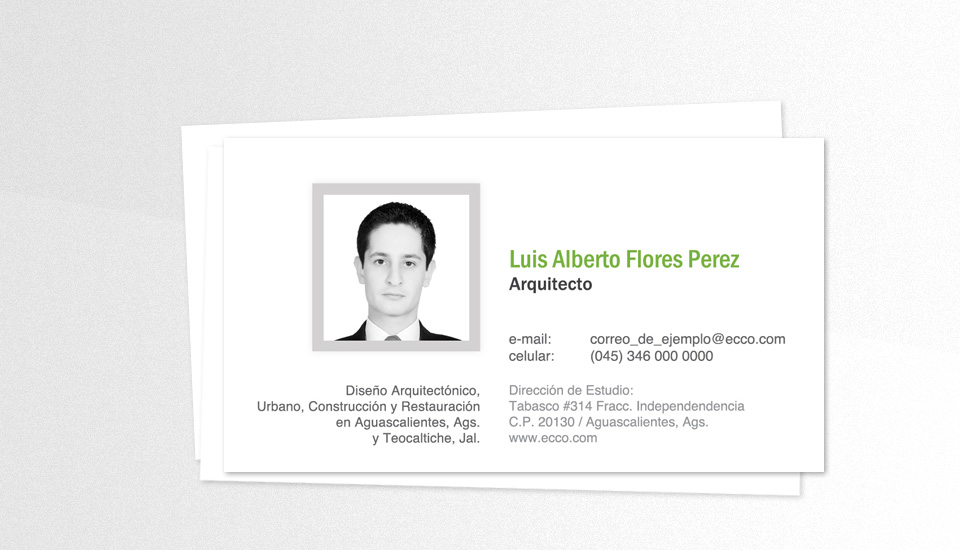 Luis Alberto Flores Perez
Arquitecto
e-mail: correo_de_ejemplo@ecco.com
celular: (045) 346 000 0000
Diseño Arquitectónico,
Urbano, Construcción y Restauración
en Aguascalientes, Ags.
y Teocaltiche, Jal.
Dirección de Estudio:
Tabasco #314 Fracc. Independendencia
C.P. 20130 / Aguascalientes, Ags.
www.ecco.com